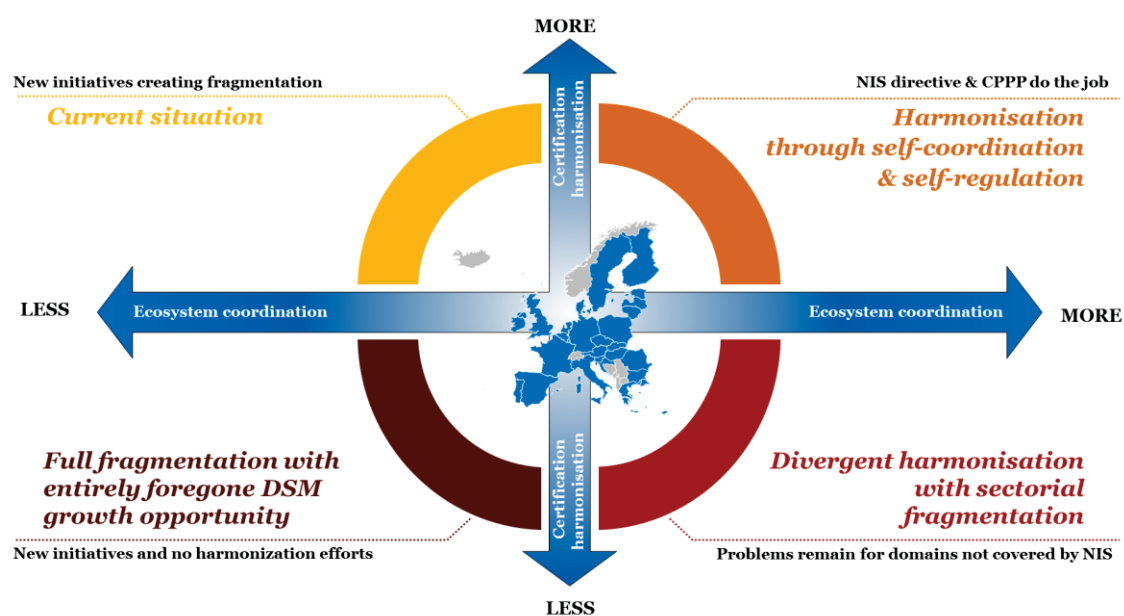 MORE
New initiatives creating fragmentation
Current situation
NIS directive & CPPP do the job
Harmonisation
through self-coordination
& self-regulation
Certification
harmonisation
LESS
Ecosystem coordination
Ecosystem coordination
MORE
Certification
harmonisation
Full fragmentation with
entirely foregone DSM
growth opportunity
New initiatives and no harmonization efforts
Divergent harmonisation
with sectorial
fragmentation
Problems remain for domains not covered by NIS
LESS